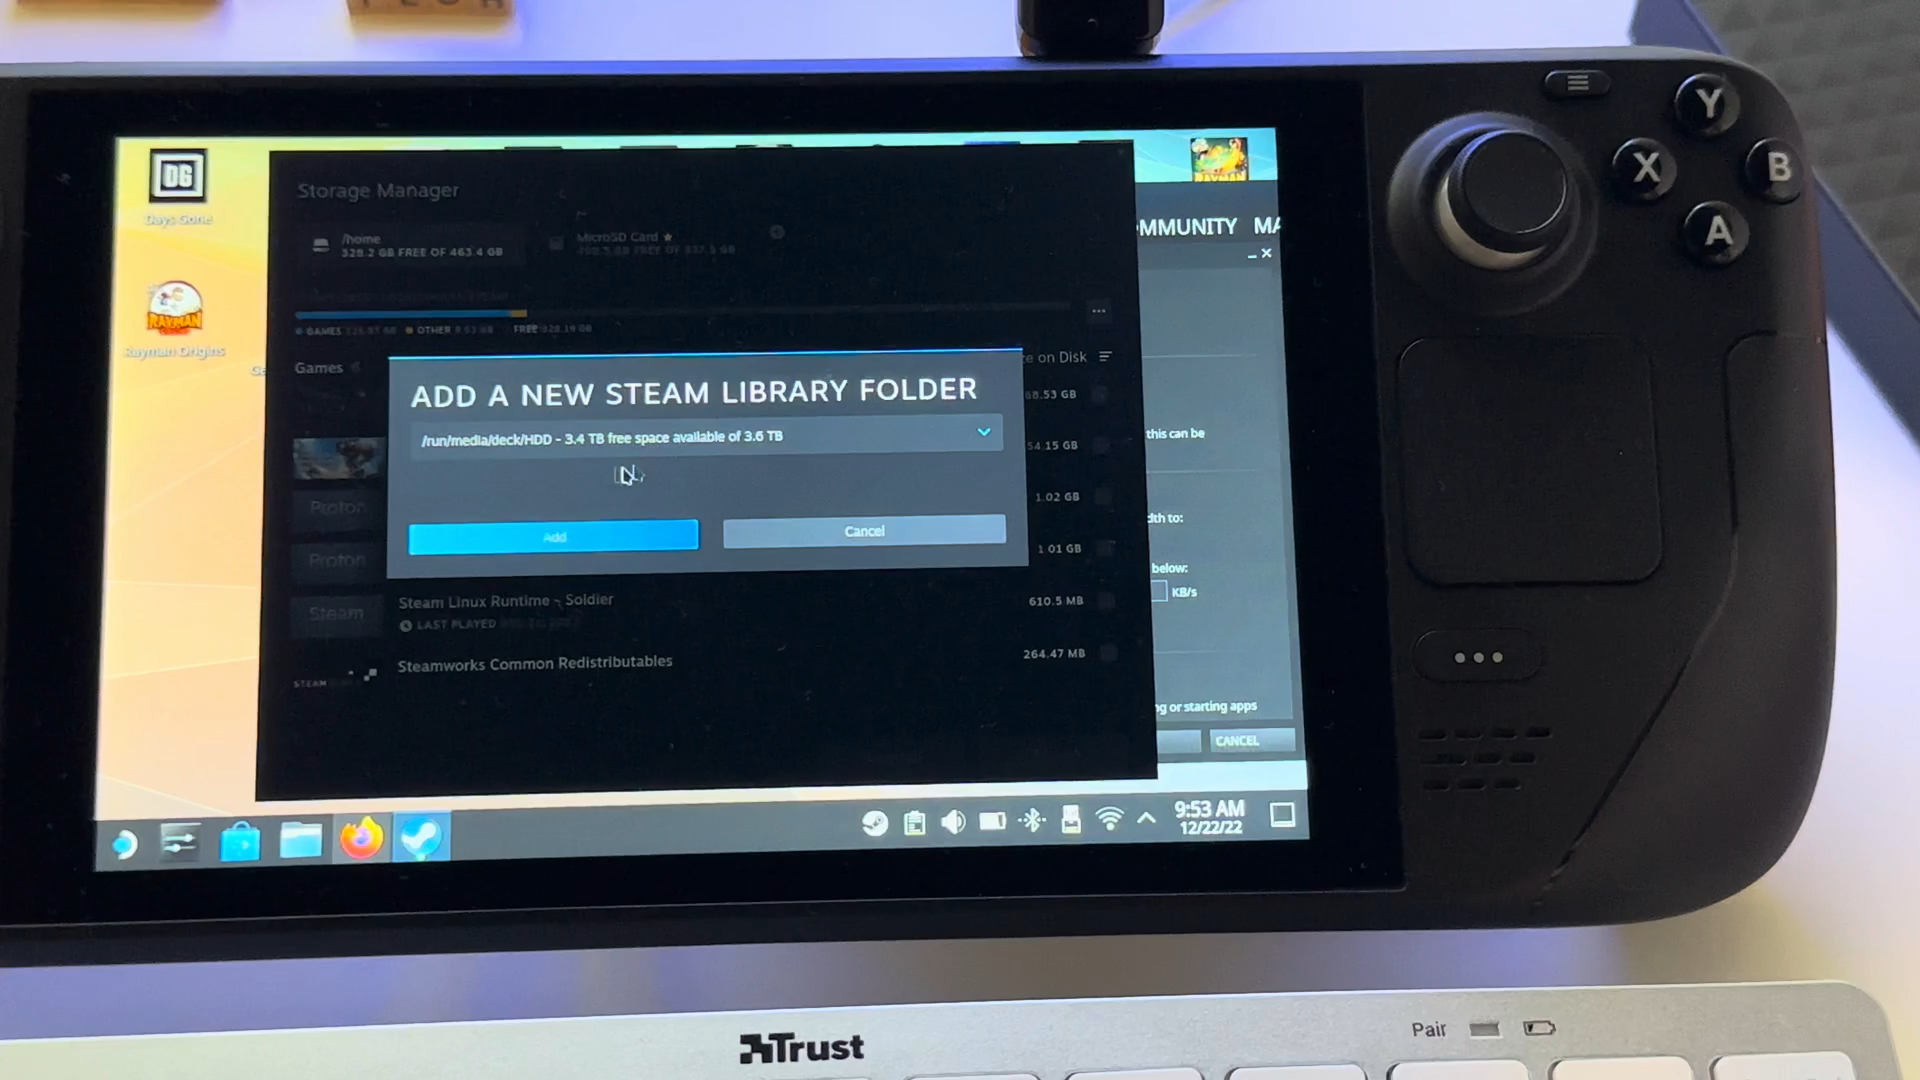 Y
X
B
A
DG
Days Gone
Rayman Origins
RAYMAN
RAYMAN
Storage Manager
/home
328.2 GB FREE OF 463.4 GB
MicroSD Card ★
OMMUNITY MA
GAMES
OTHER
FREE
Games
e on Disk
ADD A NEW STEAM LIBRARY FOLDER
/run/media/deck/HDD - 3.4 TB free space available of 3.6 TB
Add
Cancel
68.53 GB
54.15 GB
1.02 GB
1.01 GB
Proton
Proton
Steam
Steam Linux Runtime - Soldier
LAST PLAYED
610.5 MB
STEAM
Steamworks Common Redistributables
264.47 MB
this can be
dth to:
below:
KB/s
ng or starting apps
CANCEL
9:53 AM
12/22/22
Trust
Pair